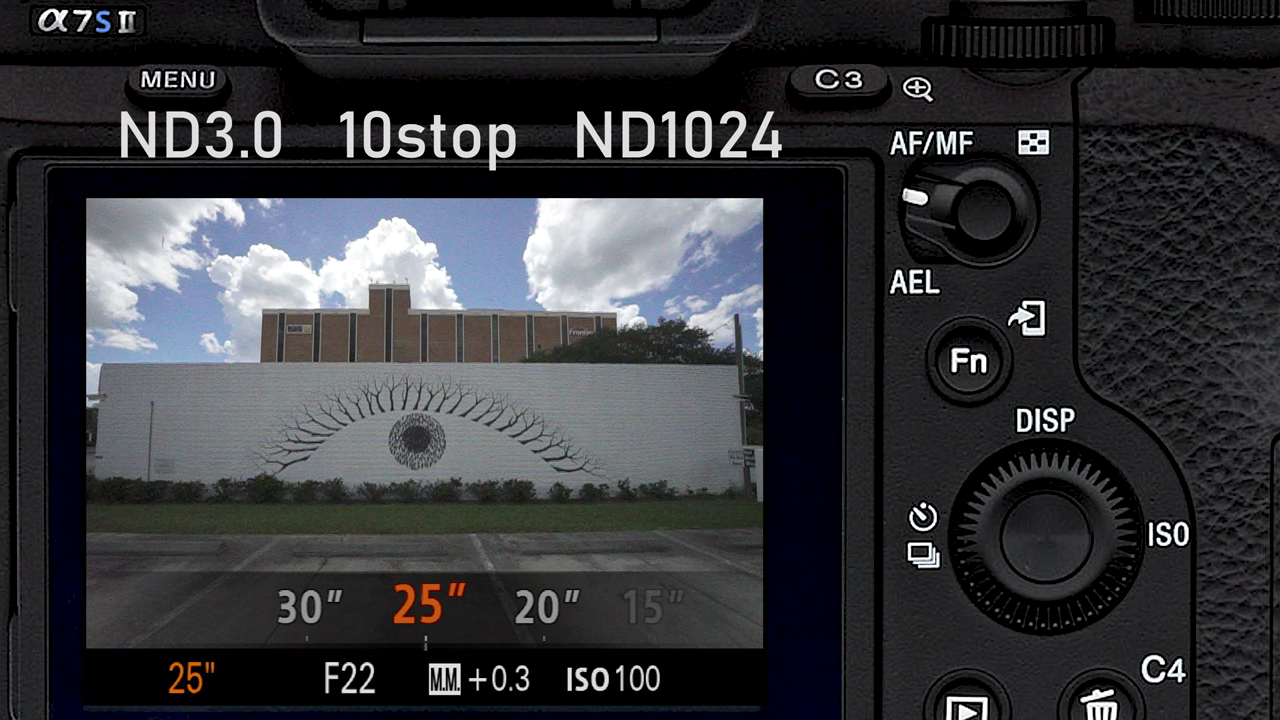 α7SII
MENU
C3
ND3.0 10stop ND1024
AF/MF
AEL
Fn
DISP
30" 25" 20" 15"
ISO
25" F22 M.M. +0.3 ISO 100
C4